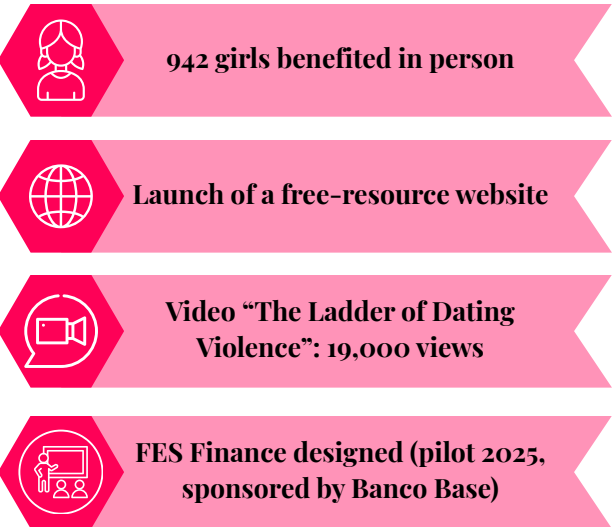 942 girls benefited in person
Launch of a free-resource website
Video “The Ladder of Dating
Violence”: 19,000 views
FES Finance designed (pilot 2025,
sponsored by Banco Base)